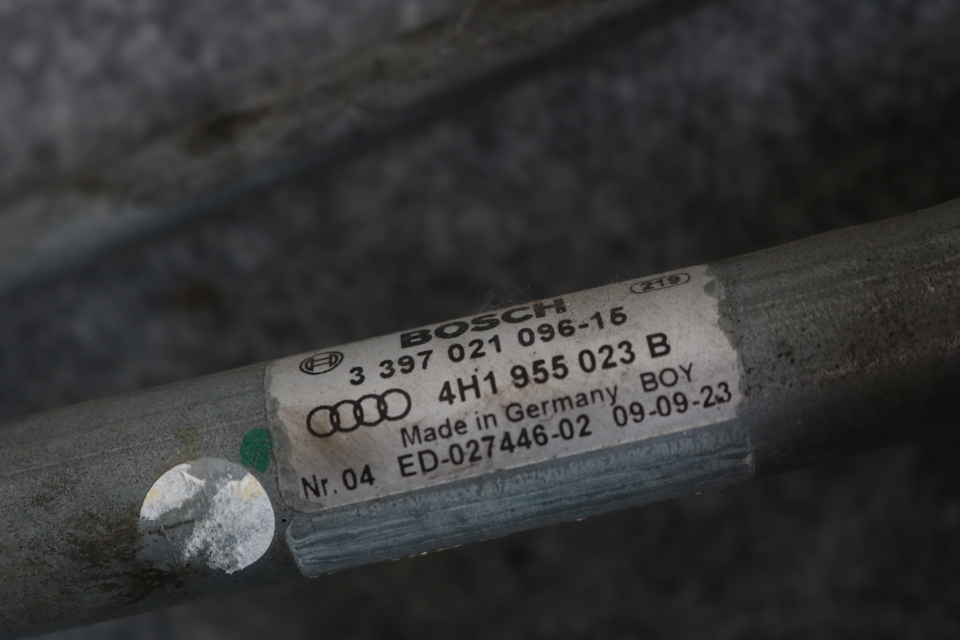 BOSCH 219
3 397 021 096-15
4H1 955 023 B
Made in Germany BOY
Nr. 04 ED-027446-02 09-09-23